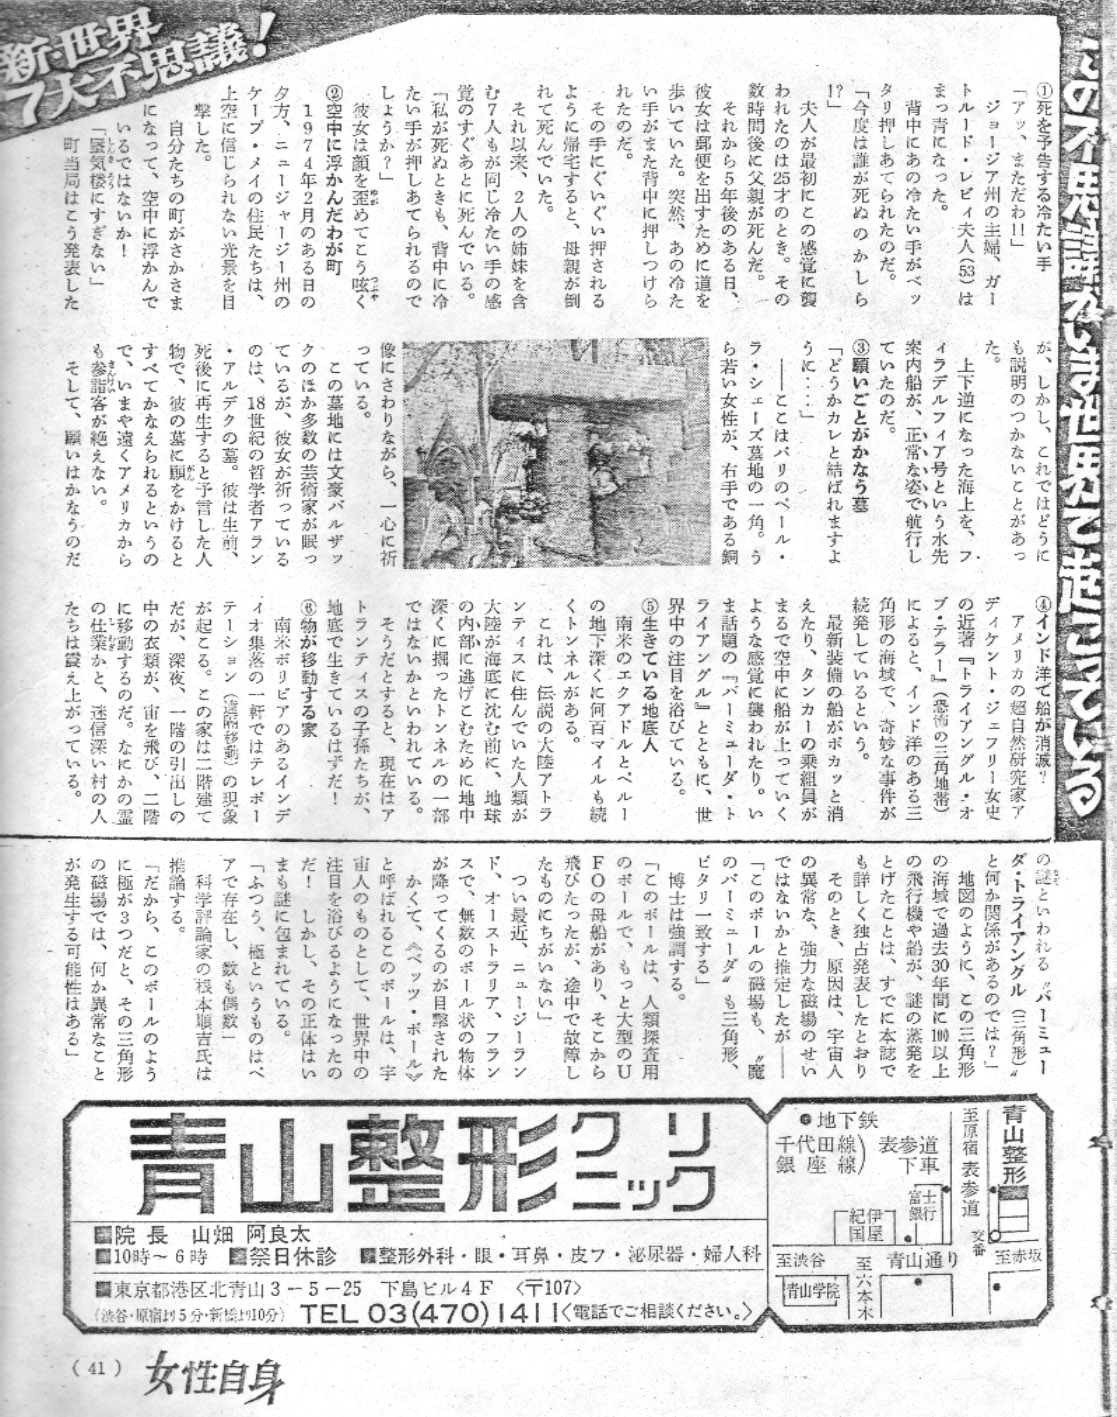 新・世界
7大不思議!
この不思議がいま世界で起こっている
①死を予告する冷たい手
「アッ、まただわ!!」
ジョージア州の主婦、ガー
トルード・レビィ夫人(53)は
まっ青になった。
背中にあの冷たい手がペッ
タリ押しあてられたのだ。
「今度は誰が死ぬのかしら
!?」
夫人が最初にこの感覚に襲
われたのは25才のとき。その
数時間後に父親が死んだ。
それから5年後のある日、
彼女は郵便を出すために道を
歩いていた。突然、あの冷た
い手がまた背中に押しつけら
れたのだ。
その手にぐいぐい押される
ように帰宅すると、母親が倒
れて死んでいた。
それ以来、2人の姉妹を含
む7人もが同じ冷たい手の感
覚のすぐあとに死んでいる。
「私が死ぬときも、背中に冷
たい手が押しあてられるので
しょうか?」
彼女は顔を歪めてこう呟く
②空中に浮かんだわが町
1974年2月のある日の
夕方、ニュージャージー州の
ケープ・メイの住民たちは、
上空に信じられない光景を目
撃した。
自分たちの町がさかさま
になって、空中に浮かんで
いるではないか!
「蜃気楼にすぎない」
町当局はこう発表した
が、しかし、これではどうに
も説明のつかないことがあっ
た。
上下逆になった海上を、フ
ィラデルフィア号という水先
案内船が、正常な姿で航行し
ていたのだ。
③願いごとがかなう墓
「どうかカレと結ばれますよ
うに・・・・」
――ここはパリのペール・
ラ・シェーズ墓地の一角。う
ら若い女性が、右手である銅
像にさわりながら、一心に祈
っている。
この墓地には文豪バルザッ
クのほか多数の芸術家が眠っ
ているが、彼女が祈っている
のは、18世紀の哲学者アラン
・アルデクの墓。彼は生前、
死後に再生すると予言した人
物で、彼の墓に願をかけると
すべてかなえられるというの
で、いまや遠くアメリカから
も参詣客が絶えない。
そして、願いはかなうのだ
④インド洋で船が消滅?
アメリカの超自然研究家ア
ディケント・ジェフリー女史
の近著『トライアングル・オ
ブ・テラー』(恐怖の三角地帯)
によると、インド洋のある三
角形の海域で、奇妙な事件が
続発しているという。
最新装備の船がポカッと消
えたり、タンカーの乗組員が
まるで空中に船が上っていく
ような感覚に襲われたり。い
ま話題の『バーミューダ・ト
ライアングル』とともに、世
界中の注目を浴びている。
⑤生きている地底人
南米のエクアドルとペルー
の地下深くに何百マイルも続
くトンネルがある。
これは、伝説の大陸アトラ
ンティスに住んでいた人類が
大陸が海底に沈む前に、地球
の内部に逃げこむために地中
深くに掘ったトンネルの一部
ではないかといわれている。
そうだとすると、現在はア
トランティスの子孫たちが、
地底で生きているはずだ!
⑥物が移動する家
南米ボリビアのあるインデ
ィオ集落の一軒ではテレポー
テーション(遠隔移動)の現象
が起こる。この家は二階建て
だが、深夜、一階の引出しの
中の衣類が、宙を飛び、二階
に移動するのだ。なにかの霊
の仕業かと、迷信深い村の人
たちは震え上がっている。
の謎といわれる〝バーミュー
ダ・トライアングル(三角形)〟
と何か関係があるのでは?」
地図のように、この三角形
の海域で過去30年間に100以上
の飛行機や船が、謎の蒸発を
とげたことは、すでに本誌で
も詳しく独占発表したとおり
そのとき、原因は、宇宙人
の異常な、強力な磁場のせい
ではないかと推定したが――
「このボールの磁場も、〝魔
のバーミューダ〟も三角形、
ピタリ一致する」
博士は強調する。
「このボールは、人類探査用
のボールで、もっと大型のU
FOの母船があり、そこから
飛びたったが、途中で故障し
たものにちがいない」
つい最近、ニュージーラン
ド、オーストラリア、フラン
スで、無数のボール状の物体
が降ってくるのが目撃された
かくて、《ベッツ・ボール》
と呼ばれるこのボールは、宇
宙人のものとして、世界中の
注目を浴びるようになったの
だ! しかし、その正体はい
まも謎に包まれている。
「ふつう、極というものはペ
アで存在し、数も偶数」
科学評論家の根本順吉氏は
推論する。
「だから、このボールのよう
に極が3つだと、その三角形
の磁場では、何か異常なこと
が発生する可能性はある」
青山整形クリニック
■院長 山畑 阿良太
■10時〜6時 ■祭日休診 ■整形外科・眼・耳鼻・皮フ・泌尿器・婦人科
■東京都港区北青山3-5-25 下島ビル4F 〈〒107〉
(渋谷・原宿より5分・新橋より10分) TEL 03(470)1411〈電話でご相談ください。〉
●地下鉄
千代田線
銀座線)表参道下車
至原宿
表参道
青山整形
富士銀行
紀伊国屋
交番
至渋谷
至六本木
青山通り
至赤坂
青山学院
(41)
女性自身